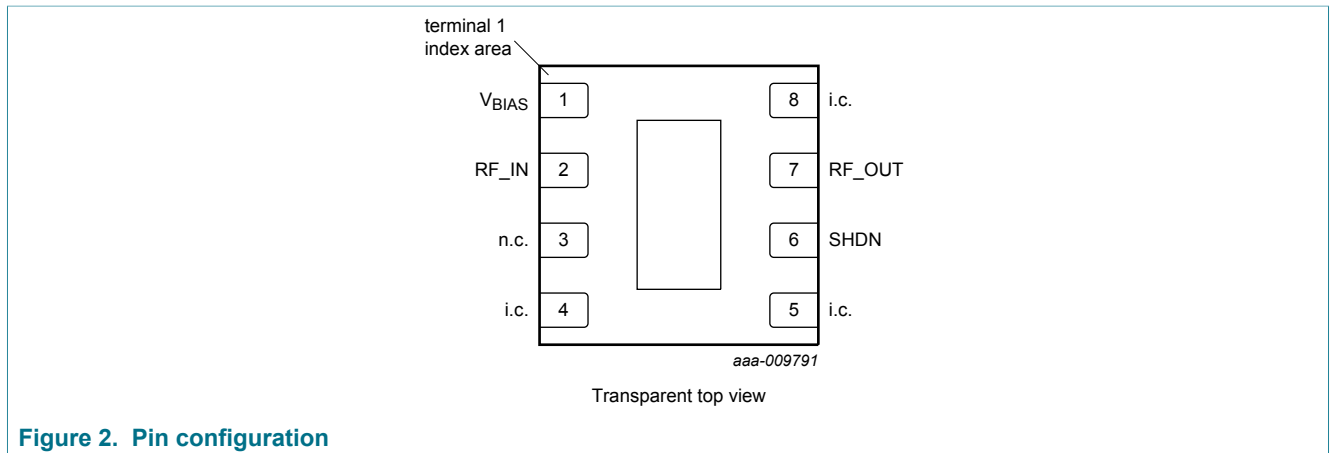 terminal 1
index area
VBIAS 1 8 i.c.
RF_IN 2 7 RF_OUT
n.c. 3 6 SHDN
i.c. 4 5 i.c.
aaa-009791
Transparent top view
Figure 2. Pin configuration